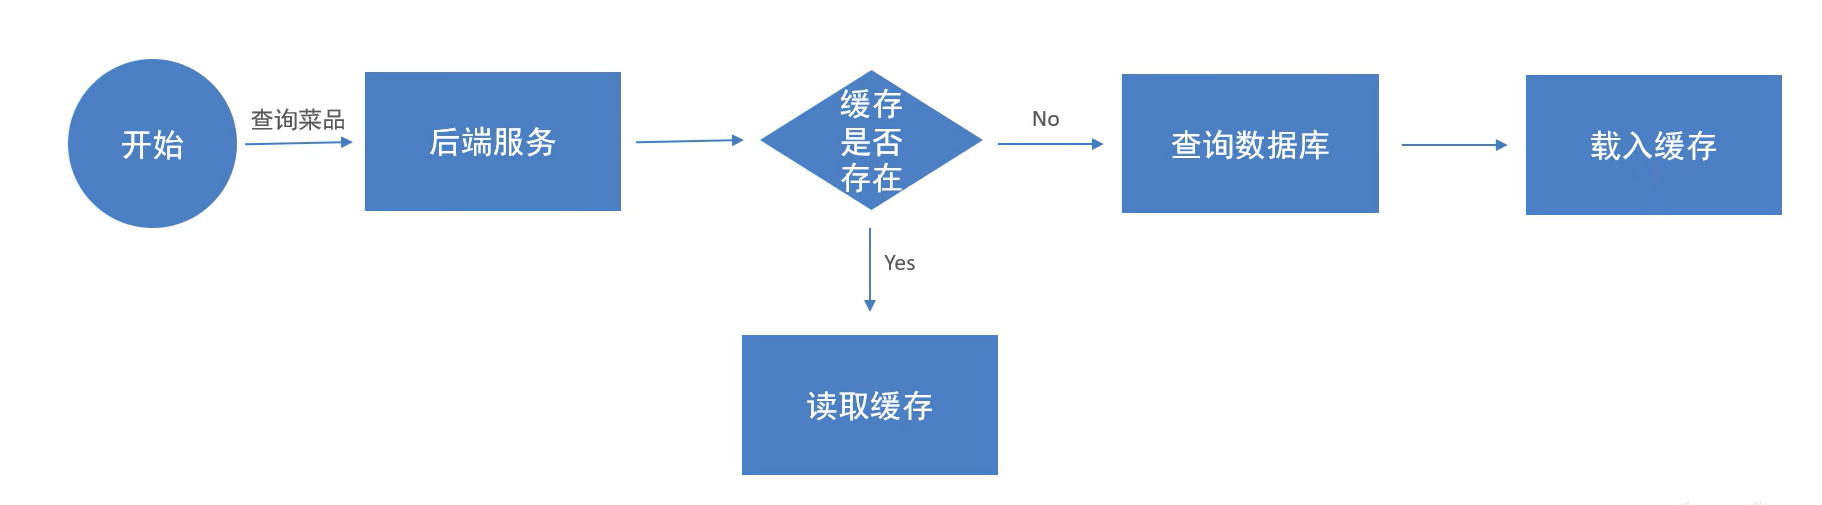 开始
查询菜品
后端服务
缓存
是否
存在
No
查询数据库
载入缓存
Yes
读取缓存